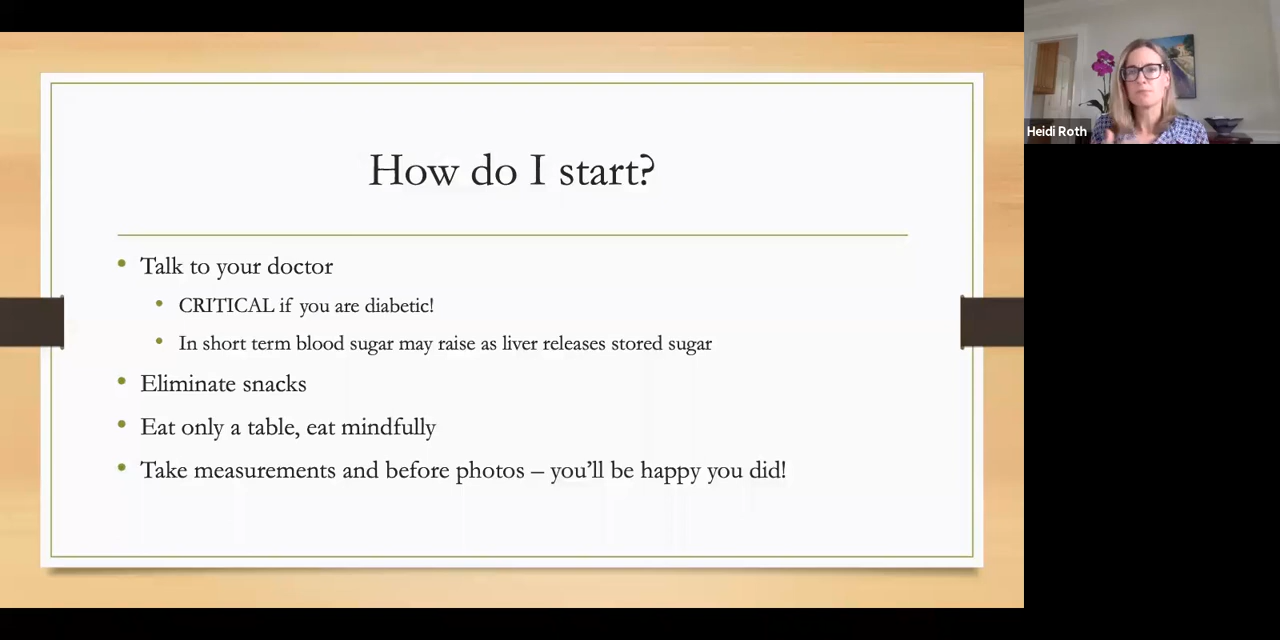 How do I start?
Talk to your doctor
CRITICAL if you are diabetic!
In short term blood sugar may raise as liver releases stored sugar
Eliminate snacks
Eat only a table, eat mindfully
Take measurements and before photos – you’ll be happy you did!
Heidi Roth